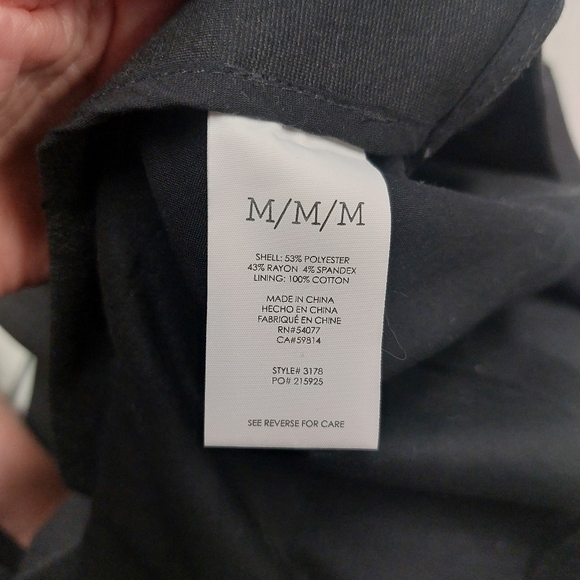 M/M/M
SHELL: 53% POLYESTER
43% RAYON 4% SPANDEX
LINING: 100% COTTON
MADE IN CHINA
HECHO EN CHINA
FABRIQUÉ EN CHINE
RN#54077
CA#59814
STYLE# 3178
PO# 215925
SEE REVERSE FOR CARE